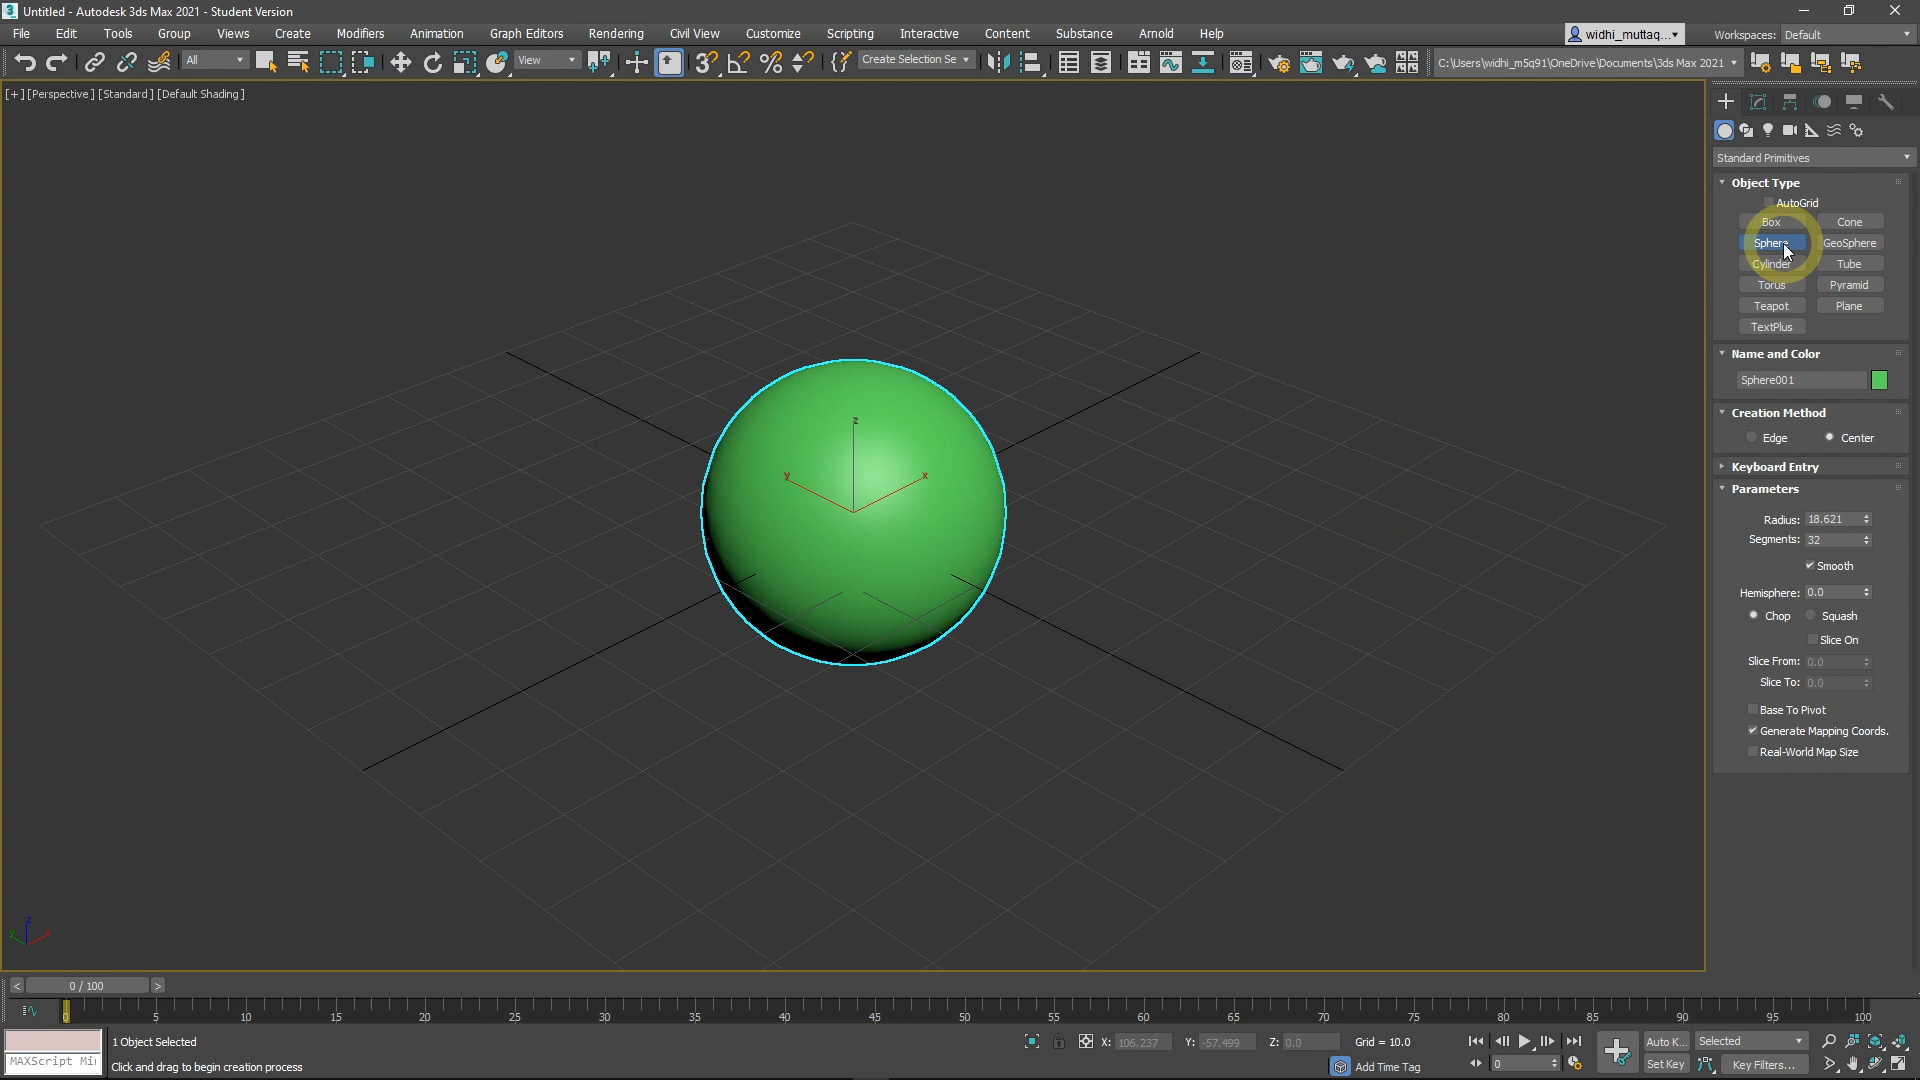 Untitled - Autodesk 3ds Max 2021 - Student Version
File Edit Tools Group Views Create Modifiers Animation Graph Editors Rendering Civil View Customize Scripting Interactive Content Substance Arnold Help
widhi_muttaq... Workspaces: Default
All View Create Selection Se C:\Users\widhi_m5q91\OneDrive\Documents\3ds Max 2021
[+] [Perspective] [Standard] [Default Shading]
Standard Primitives
Object Type
AutoGrid
Box Cone
Sphere GeoSphere
Cylinder Tube
Torus Pyramid
Teapot Plane
TextPlus
Name and Color
Sphere001
Creation Method
Edge Center
Keyboard Entry
Parameters
Radius: 18.621
Segments: 32
Smooth
Hemisphere: 0.0
Chop Squash
Slice On
Slice From: 0.0
Slice To: 0.0
Base To Pivot
Generate Mapping Coords.
Real-World Map Size
z
y x
z
y x
< 0 / 100 >
0 5 10 15 20 25 30 35 40 45 50 55 60 65 70 75 80 85 90 95 100
1 Object Selected X: 106.237 Y: -57.499 Z: 0.0 Grid = 10.0 Auto K... Selected
MAXScript Mi Click and drag to begin creation process Add Time Tag 0 Set Key Key Filters...